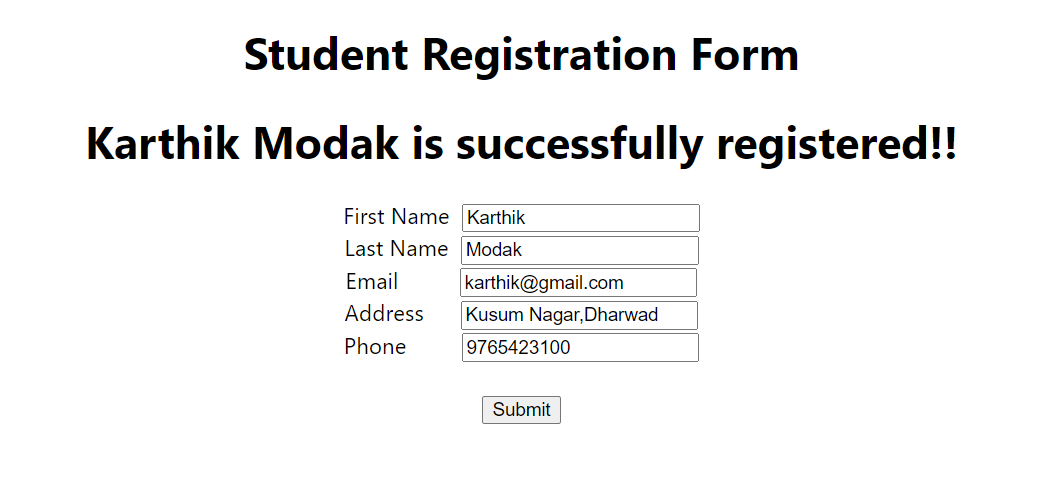 Student Registration Form
Karthik Modak is successfully registered!!
First Name Karthik
Last Name Modak
Email karthik@gmail.com
Address Kusum Nagar,Dharwad
Phone 9765423100
Submit